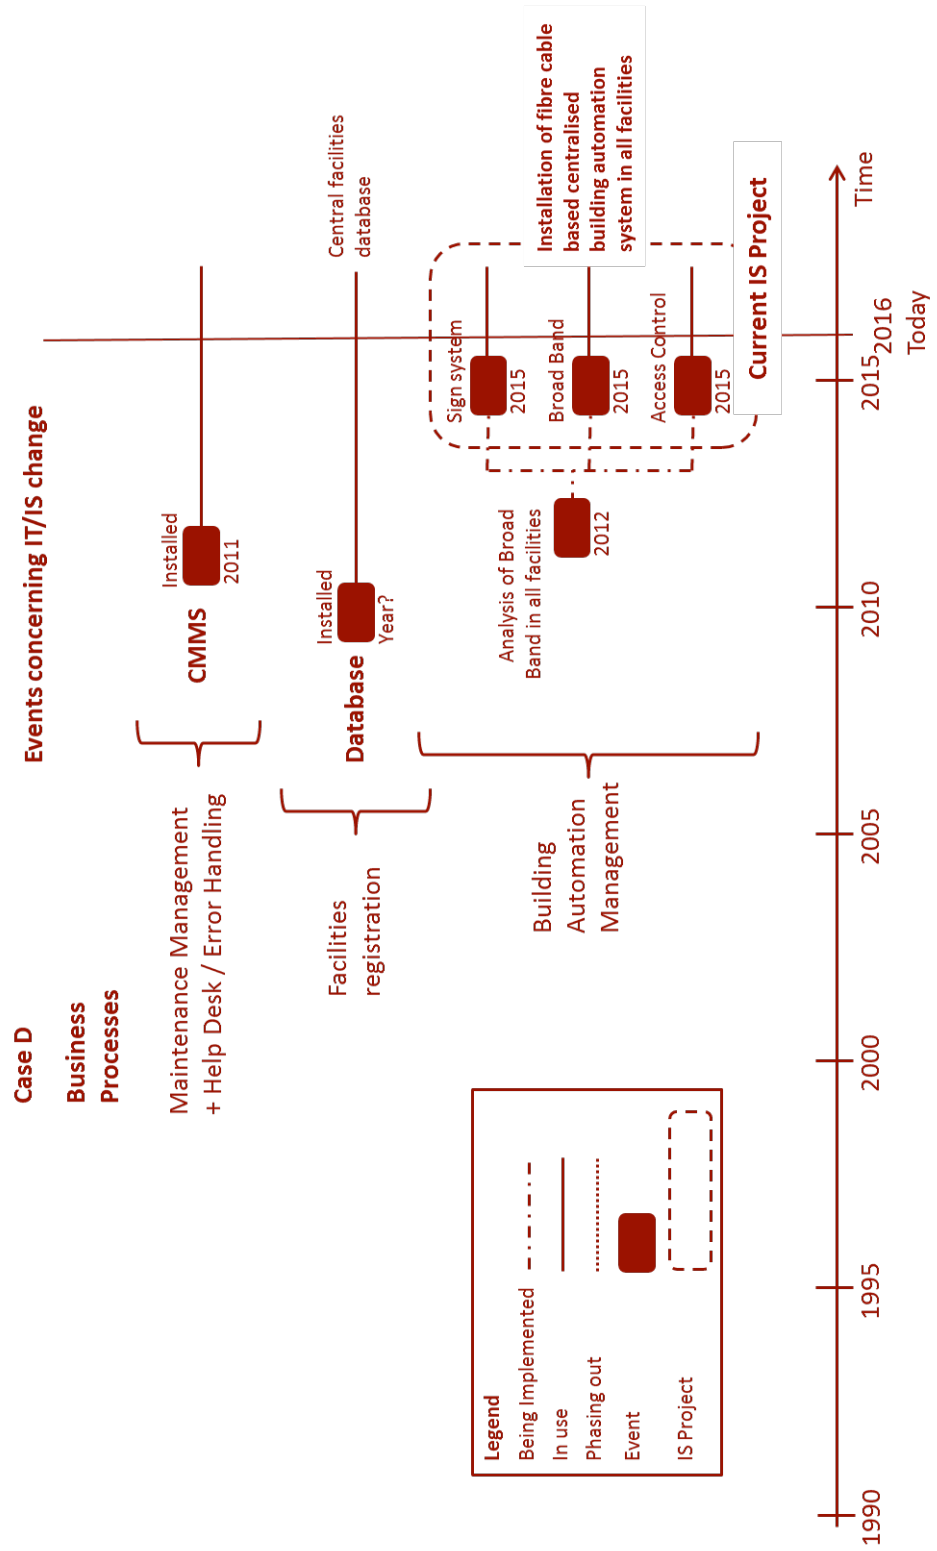 Case D
Events concerning IT/IS change
Business
Processes
Maintenance Management
+ Help Desk / Error Handling
CMMS
Installed
2011
Facilities
registration
Database
Installed
Year?
Central facilities
database
Building
Automation
Management
Analysis of Broad
Band in all facilities
2012
Sign system
2015
Broad Band
2015
Access Control
2015
Installation of fibre cable
based centralised
building automation
system in all facilities
Current IS Project
Legend
Being Implemented
In use
Phasing out
Event
IS Project
1990
1995
2000
2005
2010
2015
2016
Today
Time